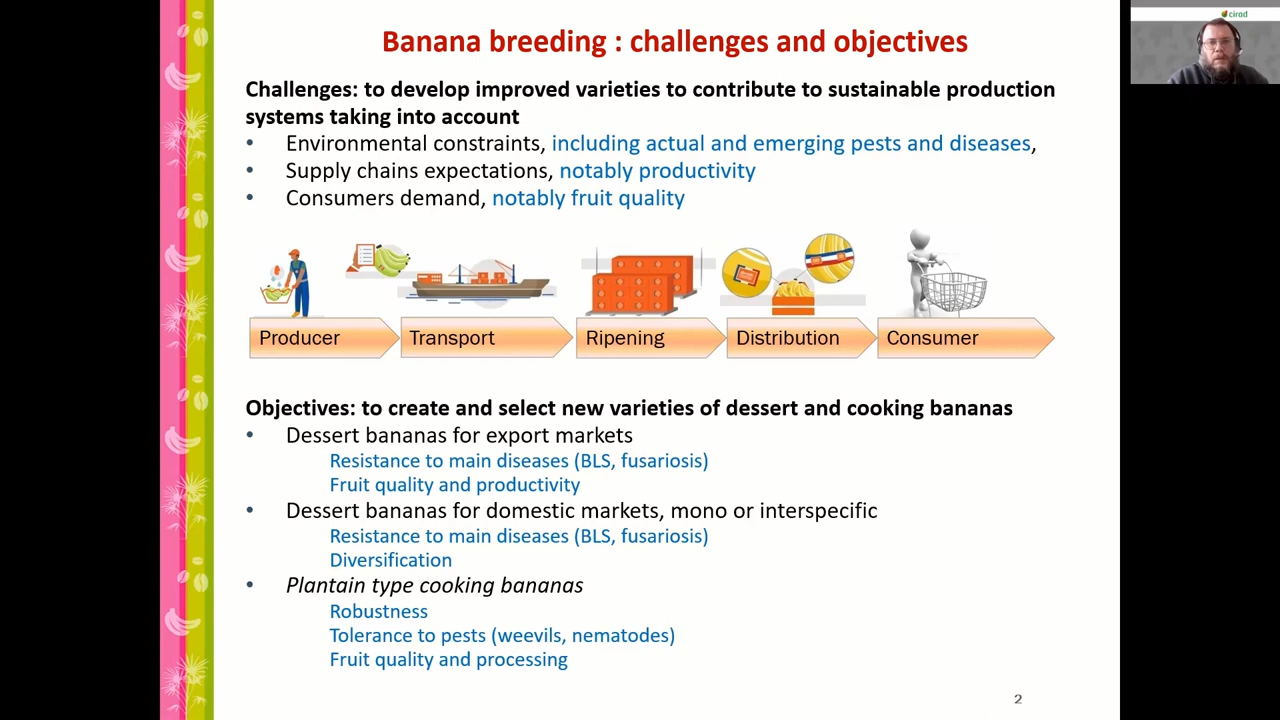 cirad
Banana breeding : challenges and objectives
Challenges: to develop improved varieties to contribute to sustainable production
systems taking into account
• Environmental constraints, including actual and emerging pests and diseases,
• Supply chains expectations, notably productivity
• Consumers demand, notably fruit quality
Producer
Transport
Ripening
Distribution
Consumer
Objectives: to create and select new varieties of dessert and cooking bananas
• Dessert bananas for export markets
Resistance to main diseases (BLS, fusariosis)
Fruit quality and productivity
• Dessert bananas for domestic markets, mono or interspecific
Resistance to main diseases (BLS, fusariosis)
Diversification
• Plantain type cooking bananas
Robustness
Tolerance to pests (weevils, nematodes)
Fruit quality and processing
2